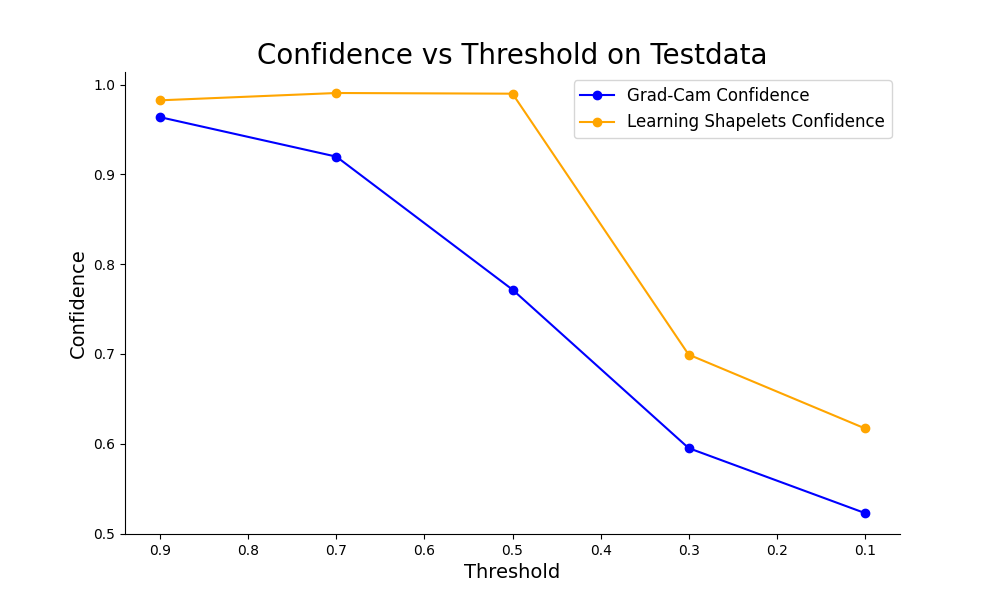 Confidence vs Threshold on Testdata
Grad-Cam Confidence
Learning Shapelets Confidence
Confidence
1.0
0.9
0.8
0.7
0.6
0.5
0.9 0.8 0.7 0.6 0.5 0.4 0.3 0.2 0.1
Threshold